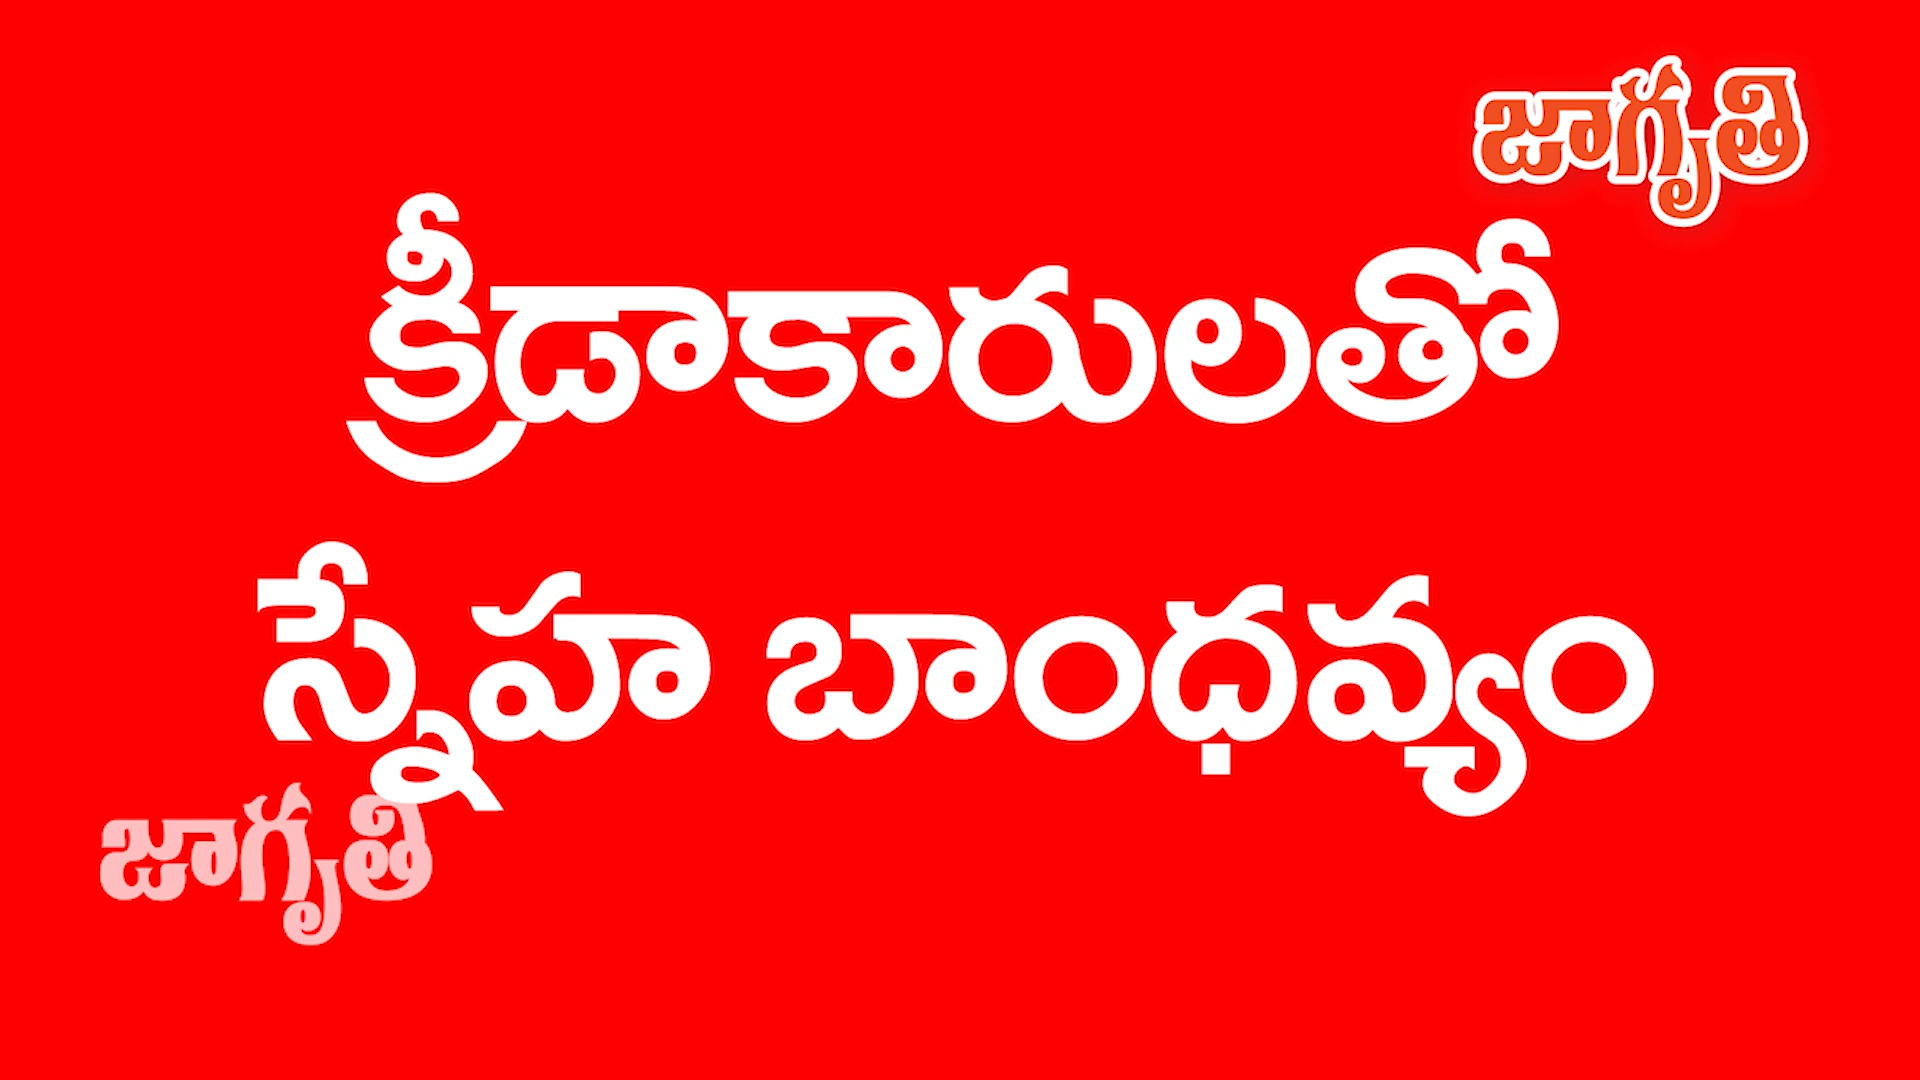 జాగృతి
క్రీడాకారులతో
స్నేహ బాంధవ్యం
జాగృతి